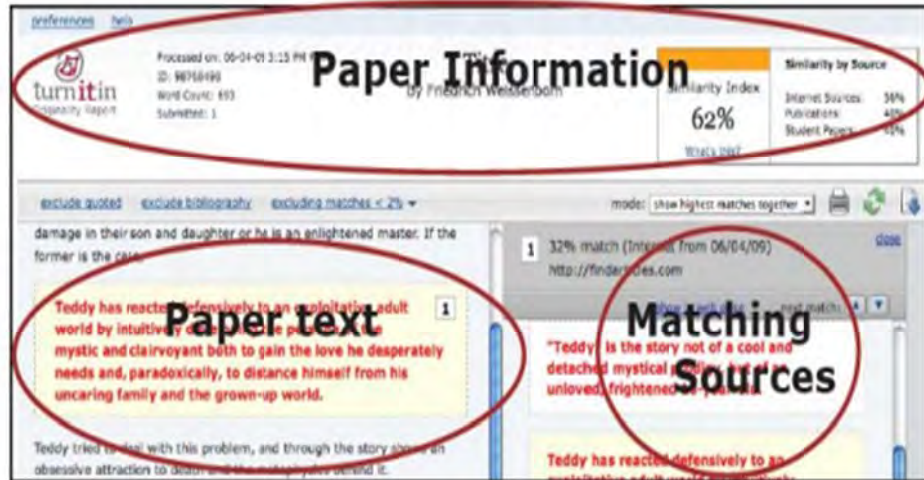 preferences help
turnitin
Originality Report
Processed on: 06-04-09 3:15 PM
ID: 98768498
Word Count: 693
Submitted: 1
Paper Information
By Friedrich Weissenborn
Similarity Index
62%
What's this?
Similarity by Source
Internet Sources: 56%
Publications: 40%
Student Papers:
exclude quoted exclude bibliography excluding matches < 2%
mode: show highest matches together
damage in their son and daughter or he is an enlightened master. If the
former is the case,
Teddy has reacted defensively to an exploitative adult 1
world by intuitively
mystic and clairvoyant both to gain the love he desperately
needs and, paradoxically, to distance himself from his
uncaring family and the grown-up world.
Paper text
Teddy tried to deal with this problem, and through the story shows an
obsessive attraction to death and the metaphysics behind it.
1 32% match (Internet from 06/04/09) close
http://findarticles.com
next match
Matching
Sources
"Teddy" is the story not of a cool and
detached mystical
unloved, frightened
Teddy has reacted defensively to an